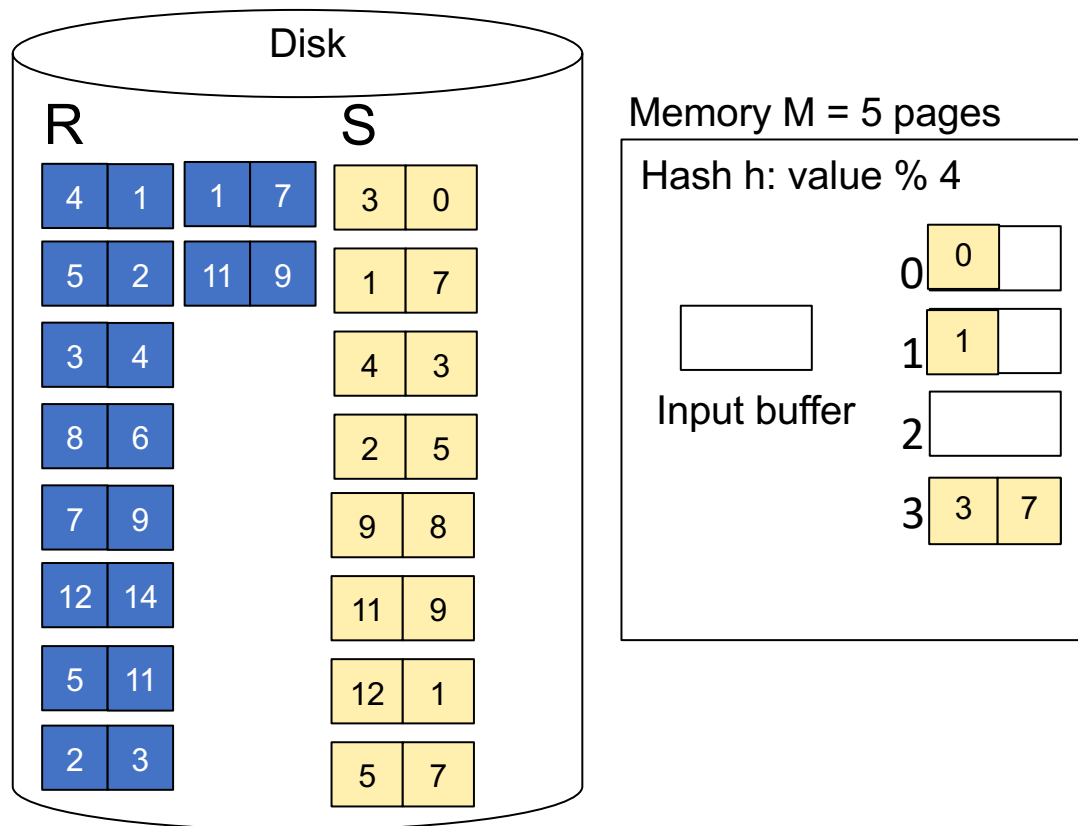 Disk
R S
4 1 1 7 3 0
5 2 11 9 1 7
3 4 4 3
8 6 2 5
7 9 9 8
12 14 11 9
5 11 12 1
2 3 5 7
Memory M = 5 pages
Hash h: value % 4
0 0
1 1
Input buffer
2
3 3 7